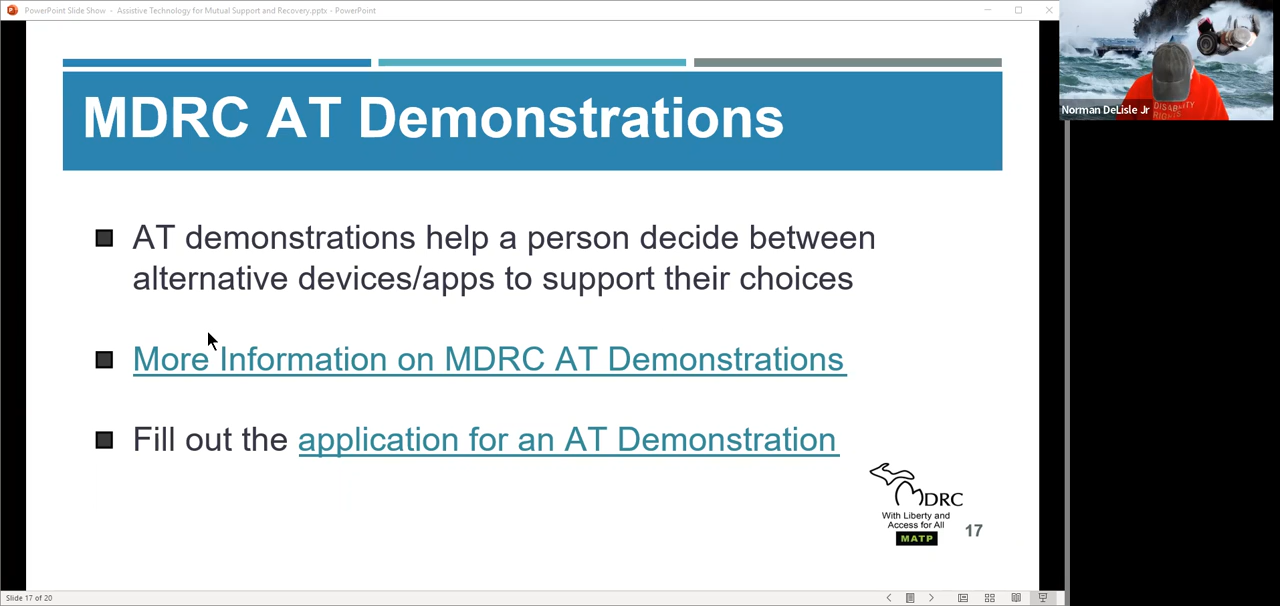 PowerPoint Slide Show - Assistive Technology for Mutual Support and Recovery.pptx - PowerPoint
MDRC AT Demonstrations
AT demonstrations help a person decide between
alternative devices/apps to support their choices
More Information on MDRC AT Demonstrations
Fill out the application for an AT Demonstration
MDRC
With Liberty and
Access for All
MATP
17
Slide 17 of 20
Norman DeLisle Jr
DISABILITY
RIGHTS